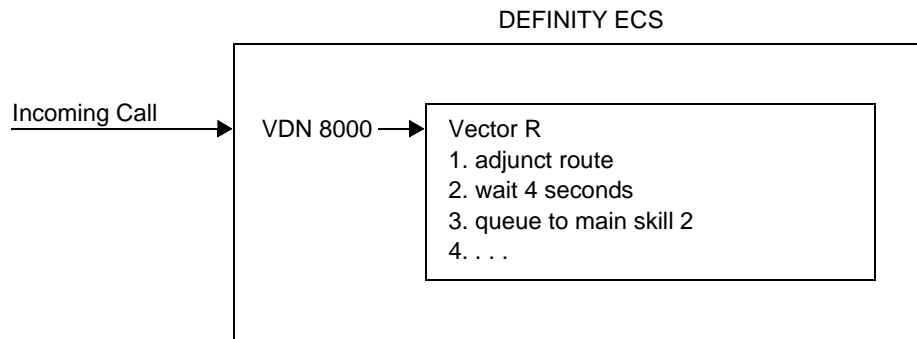 DEFINITY ECS
Incoming Call
VDN 8000
Vector R
1. adjunct route
2. wait 4 seconds
3. queue to main skill 2
4. . . .